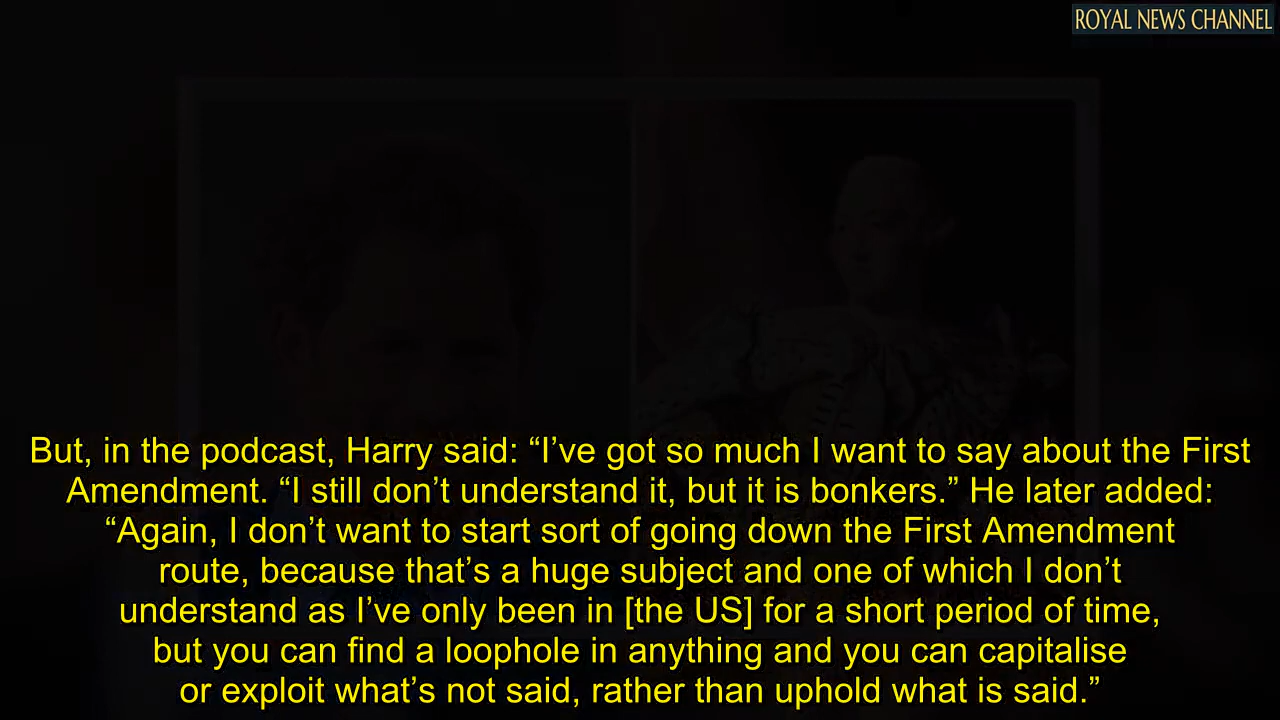 ROYAL NEWS CHANNEL
But, in the podcast, Harry said: “I’ve got so much I want to say about the First
Amendment. “I still don’t understand it, but it is bonkers.” He later added:
“Again, I don’t want to start sort of going down the First Amendment
route, because that’s a huge subject and one of which I don’t
understand as I’ve only been in [the US] for a short period of time,
but you can find a loophole in anything and you can capitalise
or exploit what’s not said, rather than uphold what is said.”